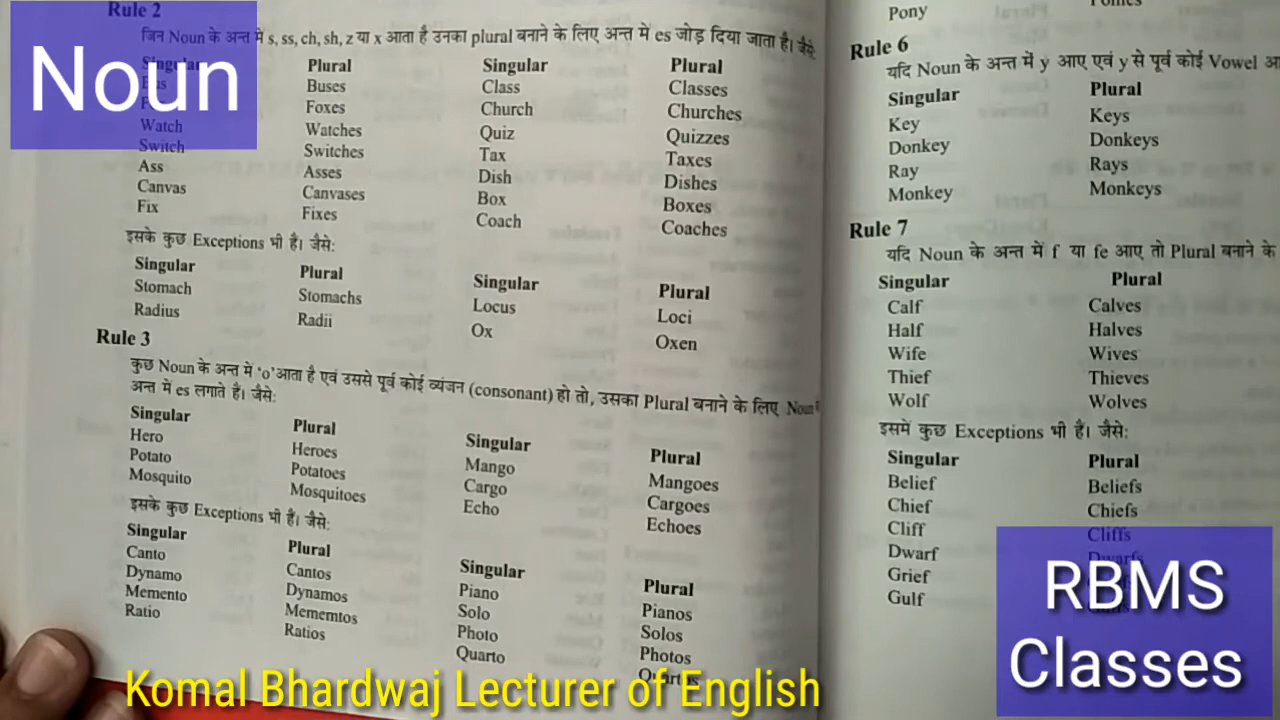 Rule 2
जिन Noun के अन्त में s, ss, ch, sh, z या x आता है उनका plural बनाने के लिए अन्त में es जोड़ दिया जाता है। जैसे:
Noun
Singular Plural Singular Plural
Bus Buses Class Classes
Foxes Church Churches
Watch Watches Quiz Quizzes
Switch Switches Tax Taxes
Ass Asses Dish Dishes
Canvas Canvases Box Boxes
Fix Fixes Coach Coaches
इसके कुछ Exceptions भी है। जैसे:
Singular Plural Singular Plural
Stomach Stomachs Locus Loci
Radius Radii Ox Oxen
Rule 3
कुछ Noun के अन्त में ‘o’ आता है एवं उससे पूर्व कोई व्यंजन (consonant) हो तो, उसका Plural बनाने के लिए Noun
अन्त में es लगाते हैं। जैसे:
Singular Plural Singular Plural
Hero Heroes Mango Mangoes
Potato Potatoes Cargo Cargoes
Mosquito Mosquitoes Echo Echoes
इसके कुछ Exceptions भी हैं। जैसे:
Singular Plural Singular Plural
Canto Cantos Piano Pianos
Dynamo Dynamos Solo Solos
Memento Mememtos Photo Photos
Ratio Ratios Quarto Quartos
Pony
Rule 6
यदि Noun के अन्त में y आए एवं y से पूर्व कोई Vowel
Singular Plural
Key Keys
Donkey Donkeys
Ray Rays
Monkey Monkeys
Rule 7
यदि Noun के अन्त में f या fe आए तो Plural बनाने के
Singular Plural
Calf Calves
Half Halves
Wife Wives
Thief Thieves
Wolf Wolves
इसमें कुछ Exceptions भी हैं। जैसे:
Singular Plural
Belief Beliefs
Chief Chiefs
Cliff Cliffs
Dwarf Dwarfs
Grief
Gulf
RBMS
Classes
Komal Bhardwaj Lecturer of English